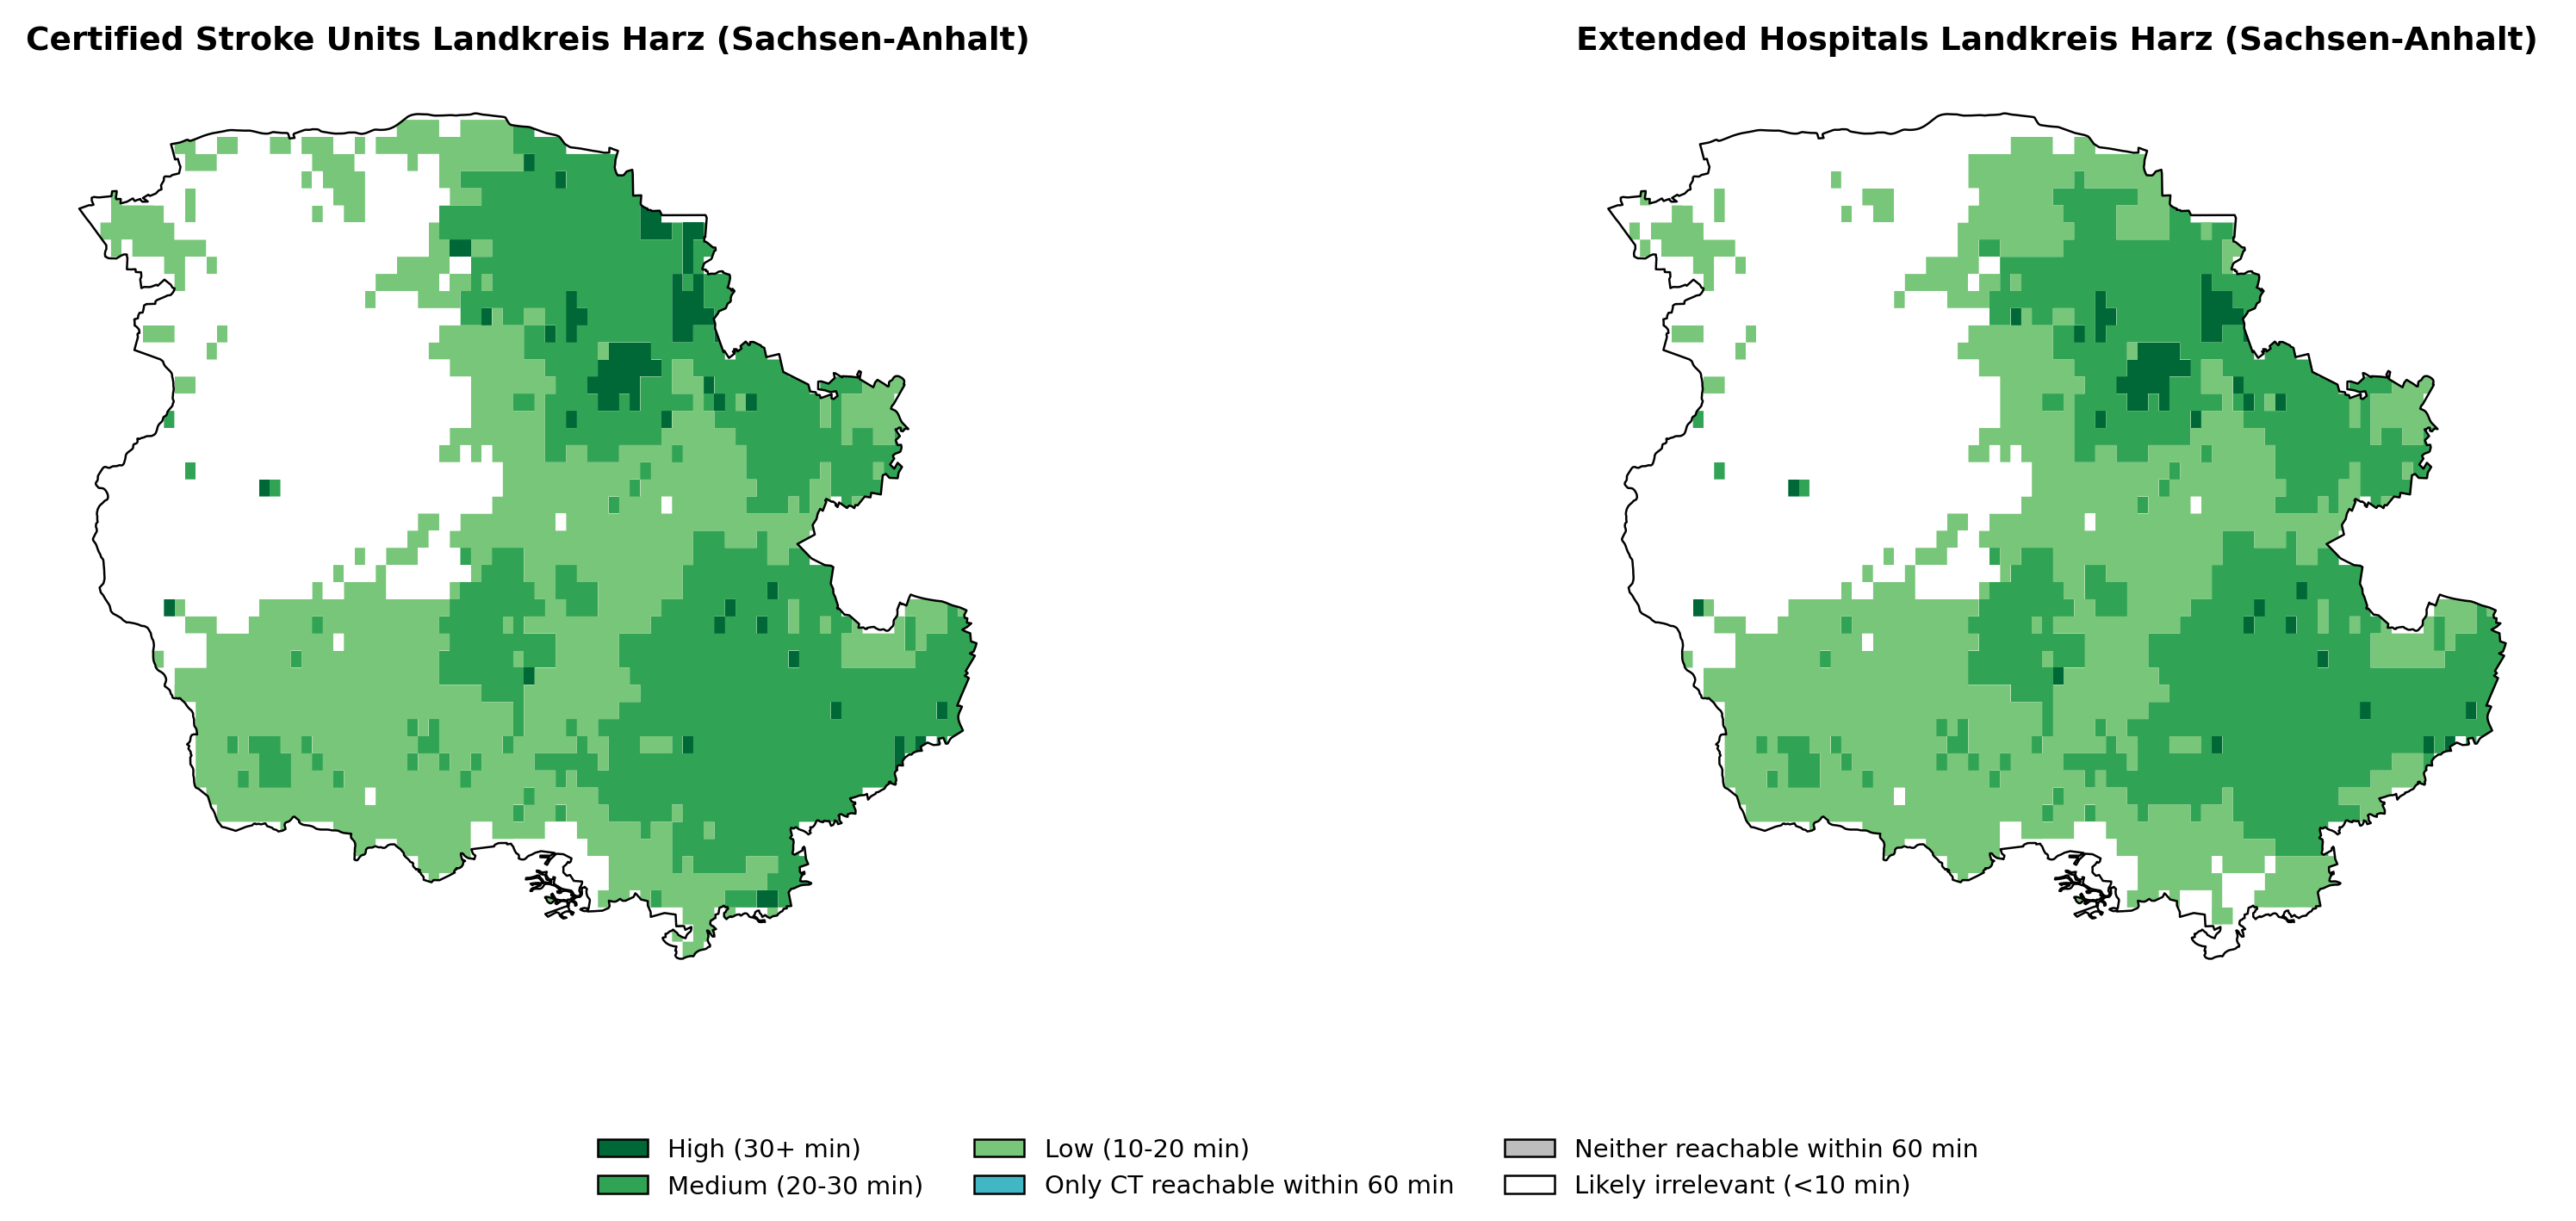 Certified Stroke Units Landkreis Harz (Sachsen-Anhalt)
Extended Hospitals Landkreis Harz (Sachsen-Anhalt)
High (30+ min)
Medium (20-30 min)
Low (10-20 min)
Only CT reachable within 60 min
Neither reachable within 60 min
Likely irrelevant (<10 min)